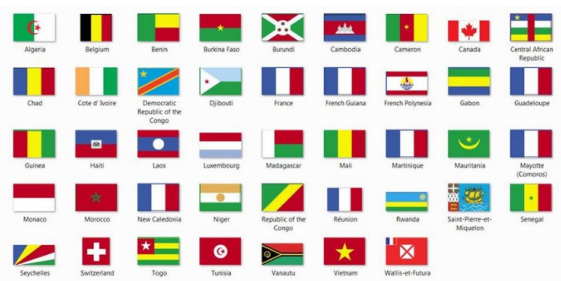 Algeria Belgium Benin Burkina Faso Burundi Cambodia Cameron Canada Central African
Republic
Chad Cote d' Ivoire Democratic Djibouti France French Guiana French Polynesia Gabon Guadeloupe
Republic of the
Congo
Guinea Haiti Laos Luxembourg Madagascar Mali Martinique Mauritania Mayotte
(Comoros)
Monaco Morocco New Caledonia Niger Republic of the Réunion Rwanda Saint-Pierre-et- Senegal
Congo Miquelon
Seychelles Switzerland Togo Tunisia Vanautu Vietnam Wallis-et-Futura